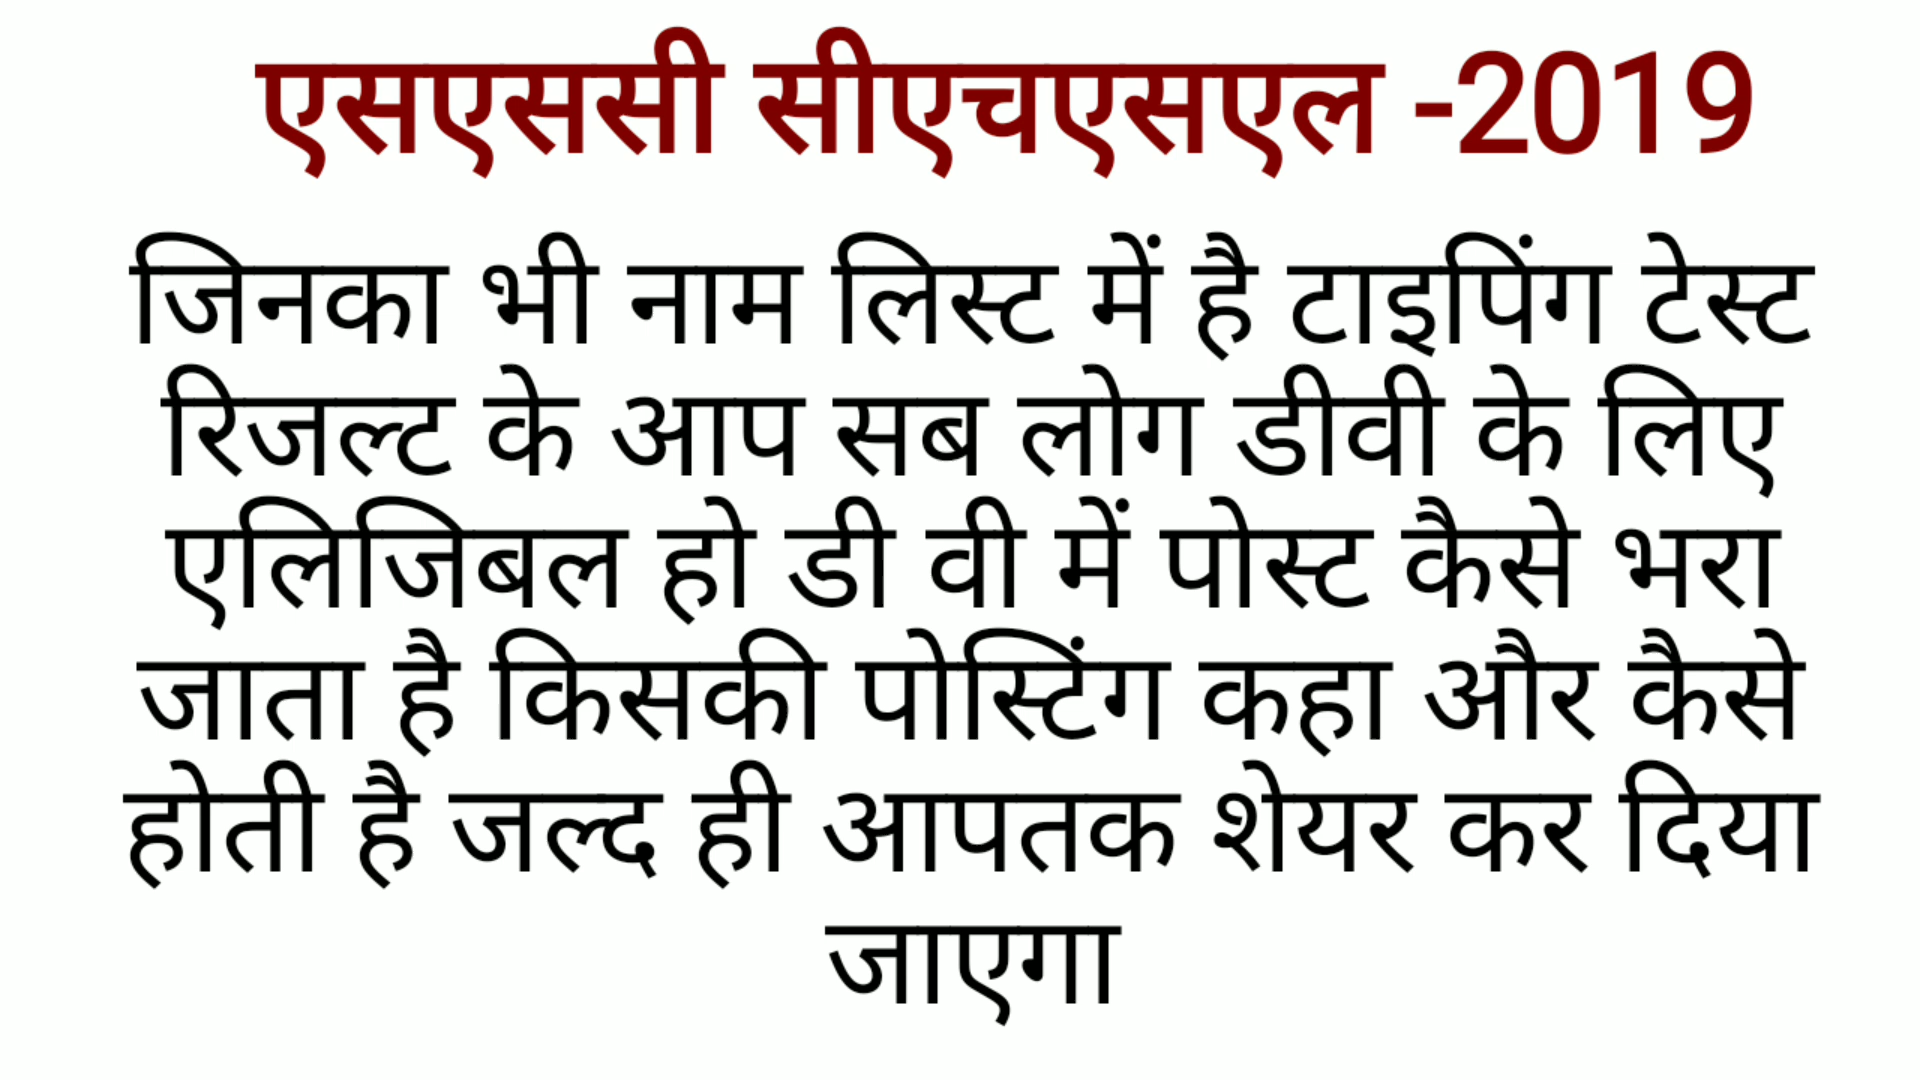 एसएससी सीएचएसएल -2019
जिनका भी नाम लिस्ट में है टाइपिंग टेस्ट
रिजल्ट के आप सब लोग डीवी के लिए
एलिजिबल हो डी वी में पोस्ट कैसे भरा
जाता है किसकी पोस्टिंग कहा और कैसे
होती है जल्द ही आपतक शेयर कर दिया
जाएगा